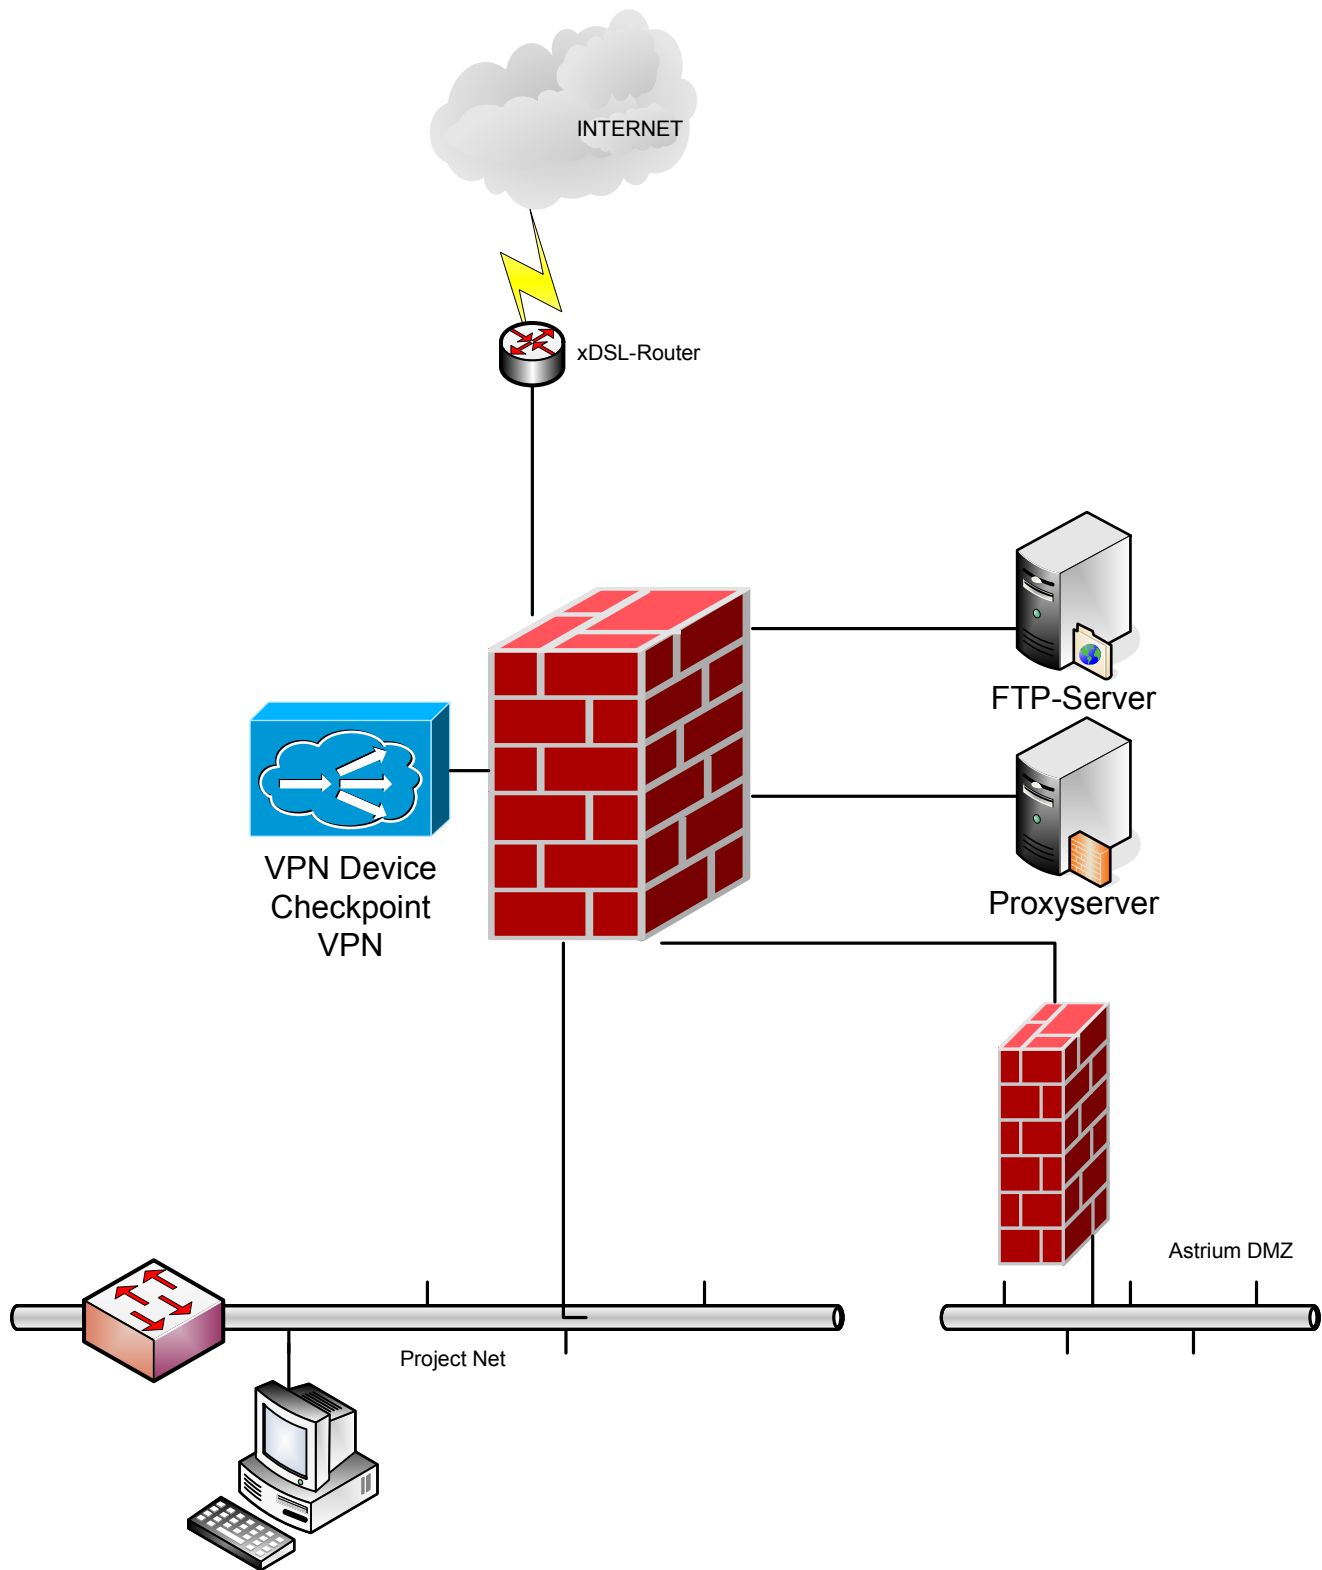 INTERNET
xDSL-Router
FTP-Server
VPN Device
Checkpoint
VPN
Proxyserver
Astrium DMZ
Project Net